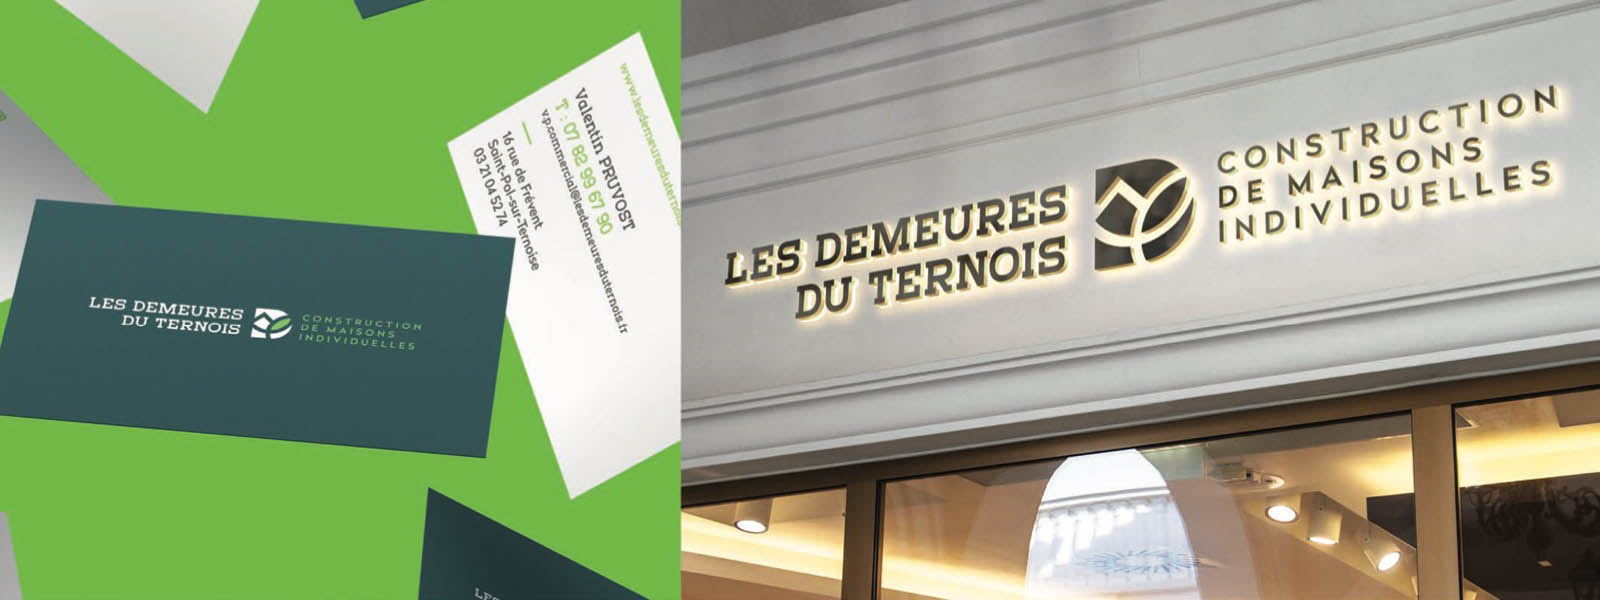 www.lesdemeuresduternois
Valentin PRUVOST
T : 07 82 99 67 90
v.p.commercial@lesdemeuresduternois.fr
16 rue de Frévent
Saint-Pol-sur-Ternoise
03 21 04 52 74
LES DEMEURES
DU TERNOIS
CONSTRUCTION
DE MAISONS
INDIVIDUELLES
LES DEMEURES
DU TERNOIS
CONSTRUCTION
DE MAISONS
INDIVIDUELLES